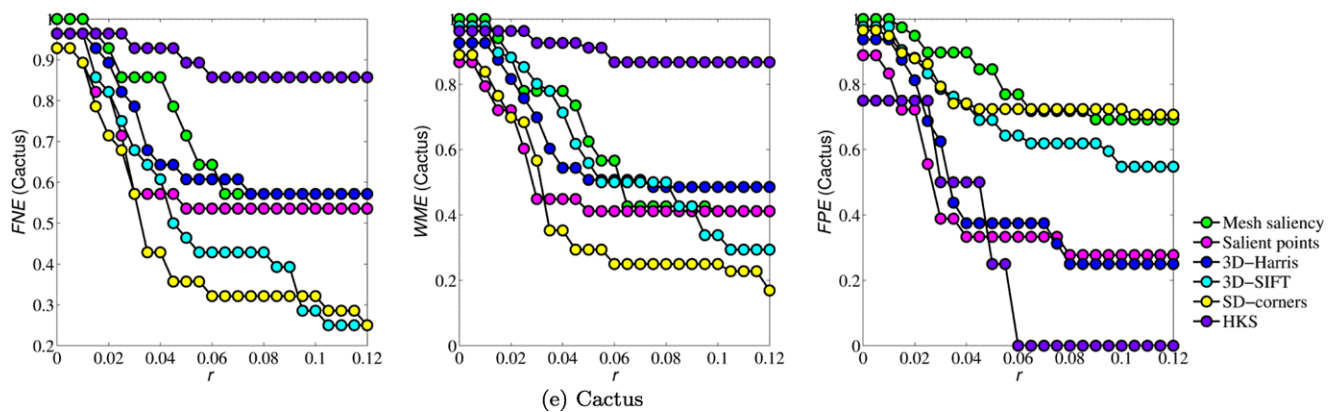 FNE (Cactus)
1
0.9
0.8
0.7
0.6
0.5
0.4
0.3
0.2
0 0.02 0.04 0.06 0.08 0.1 0.12
r
WME (Cactus)
1
0.8
0.6
0.4
0.2
0
0 0.02 0.04 0.06 0.08 0.1 0.12
r
FPE (Cactus)
1
0.8
0.6
0.4
0.2
0
0 0.02 0.04 0.06 0.08 0.1 0.12
r
Mesh saliency
Salient points
3D-Harris
3D-SIFT
SD-corners
HKS
(e) Cactus